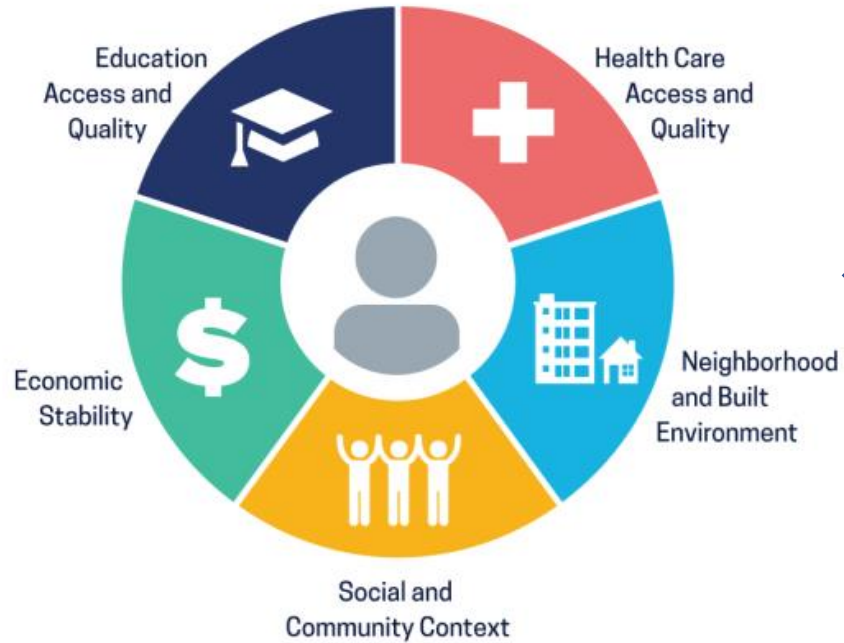 Education
Access and
Quality
Health Care
Access and
Quality
$
Economic
Stability
Neighborhood
and Built
Environment
Social and
Community Context